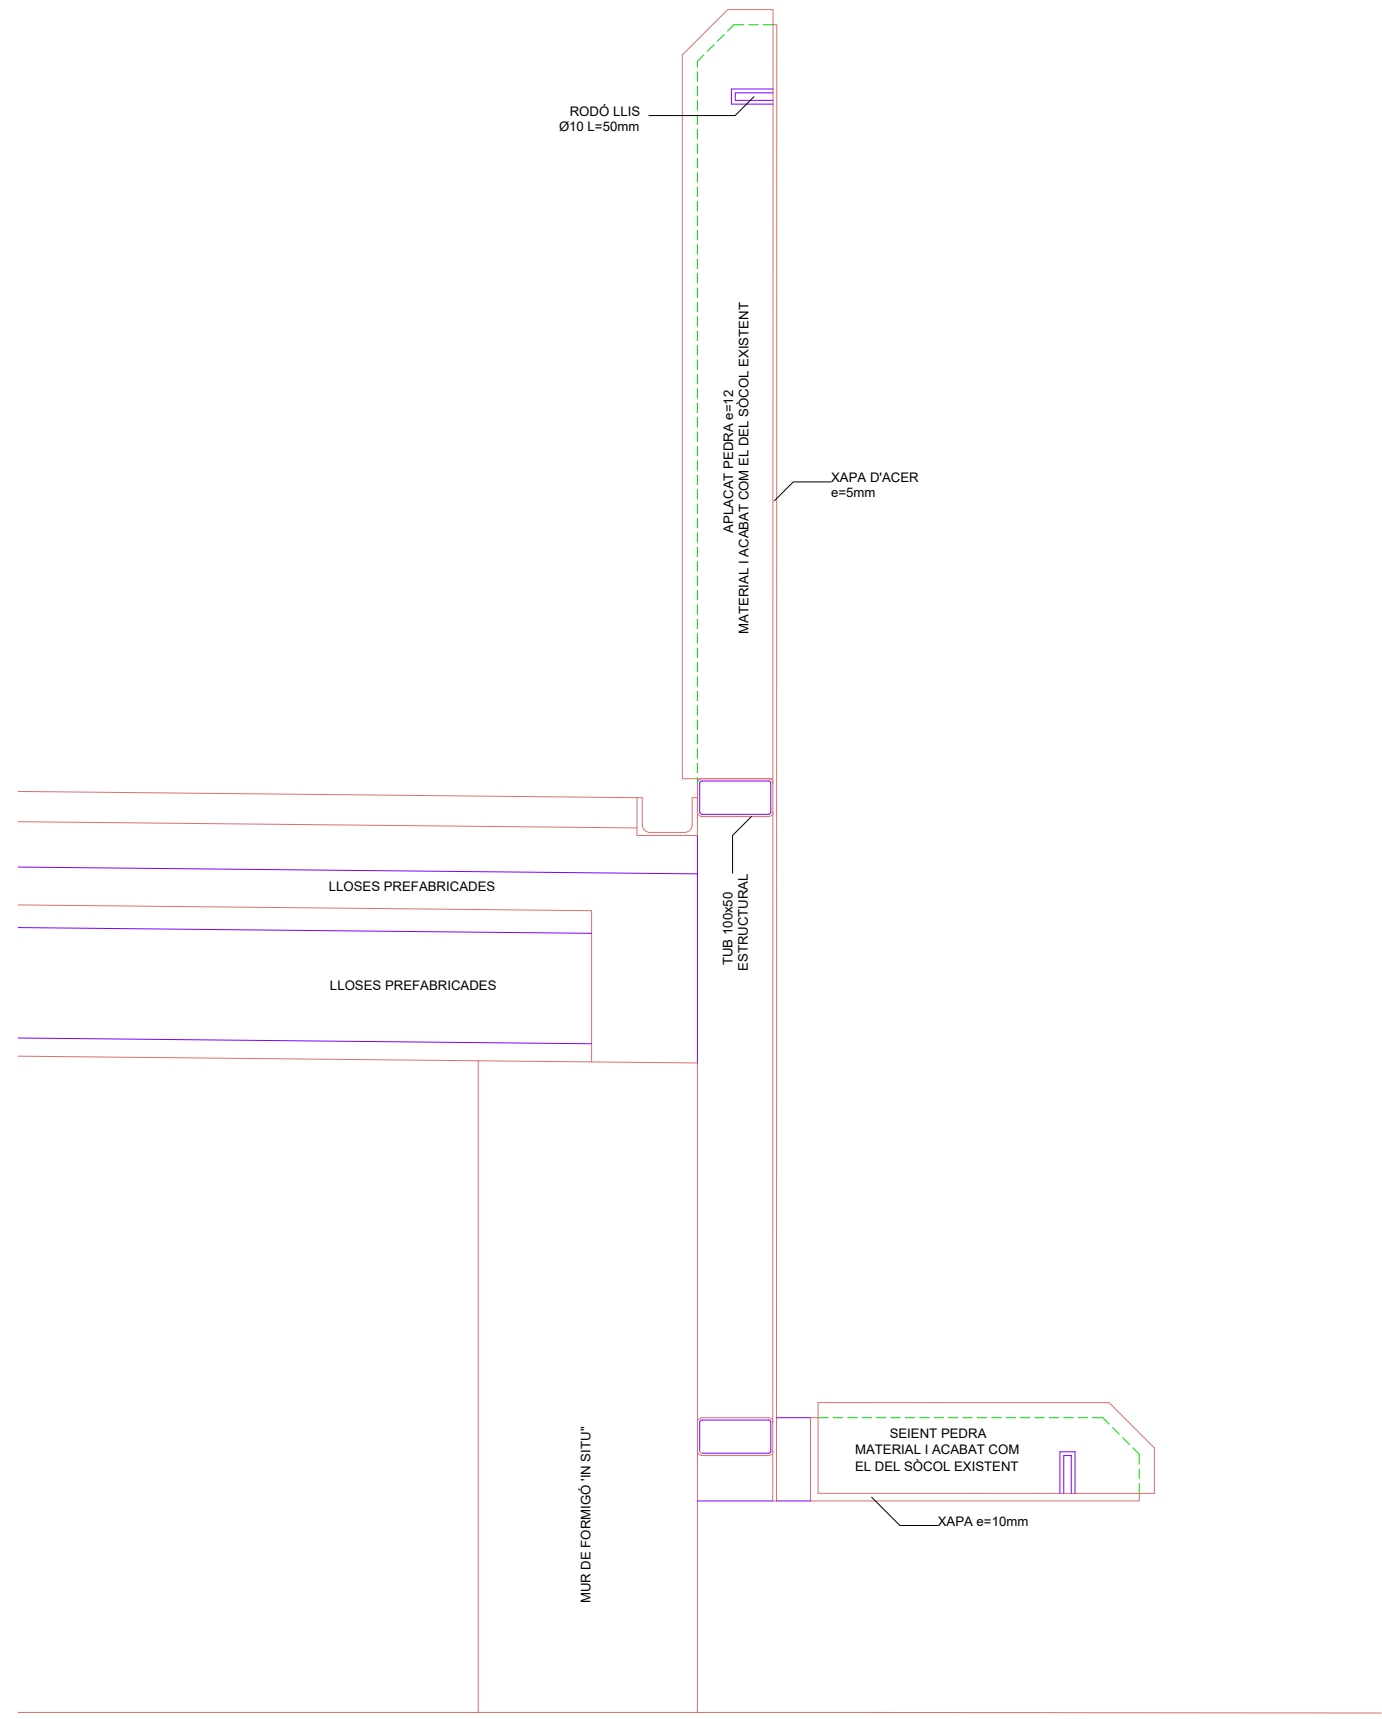 RODÓ LLIS
Ø10 L=50mm
APLACAT PEDRA e=12
MATERIAL I ACABAT COM EL DEL SÒCOL EXISTENT
XAPA D'ACER
e=5mm
LLOSES PREFABRICADES
TUB 100x50
ESTRUCTURAL
LLOSES PREFABRICADES
SEIENT PEDRA
MATERIAL I ACABAT COM
EL DEL SÒCOL EXISTENT
XAPA e=10mm
MUR DE FORMIGÓ 'IN SITU"